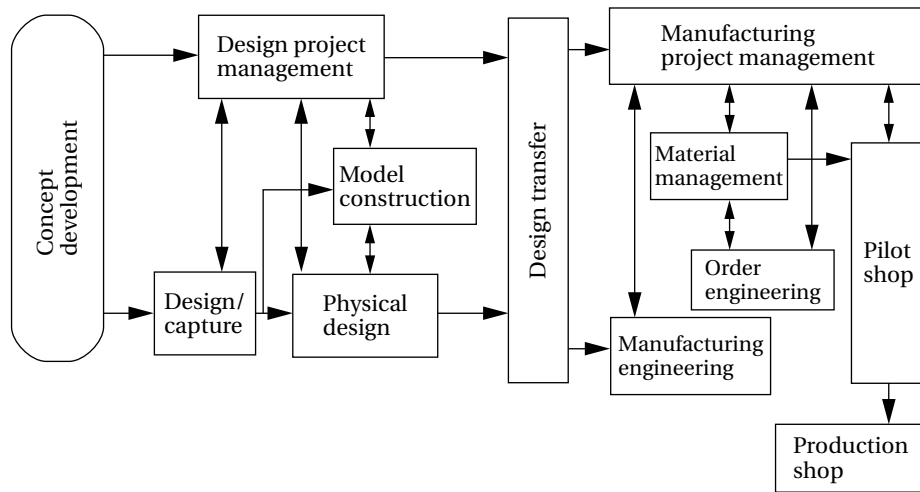 Concept
development
Design project
management
Model
construction
Design/
capture
Physical
design
Design transfer
Manufacturing
project management
Material
management
Order
engineering
Manufacturing
engineering
Pilot
shop
Production
shop